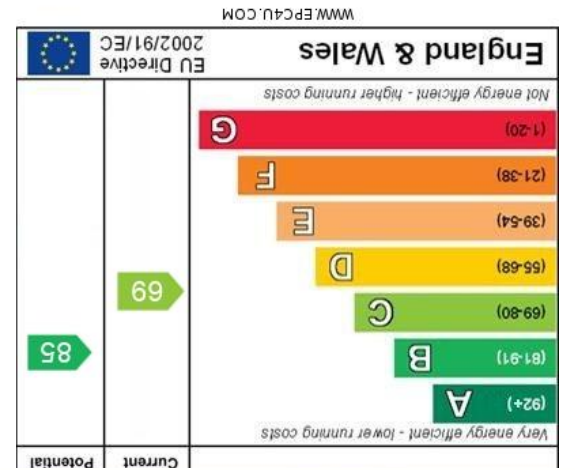 Current
Potential
Very energy efficient - lower running costs
(92+) A
(81-91) B
85
(69-80) C
69
(55-68) D
(39-54) E
(21-38) F
(1-20) G
Not energy efficient - higher running costs
England & Wales
EU Directive
2002/91/EC
WWW.EPC4U.COM